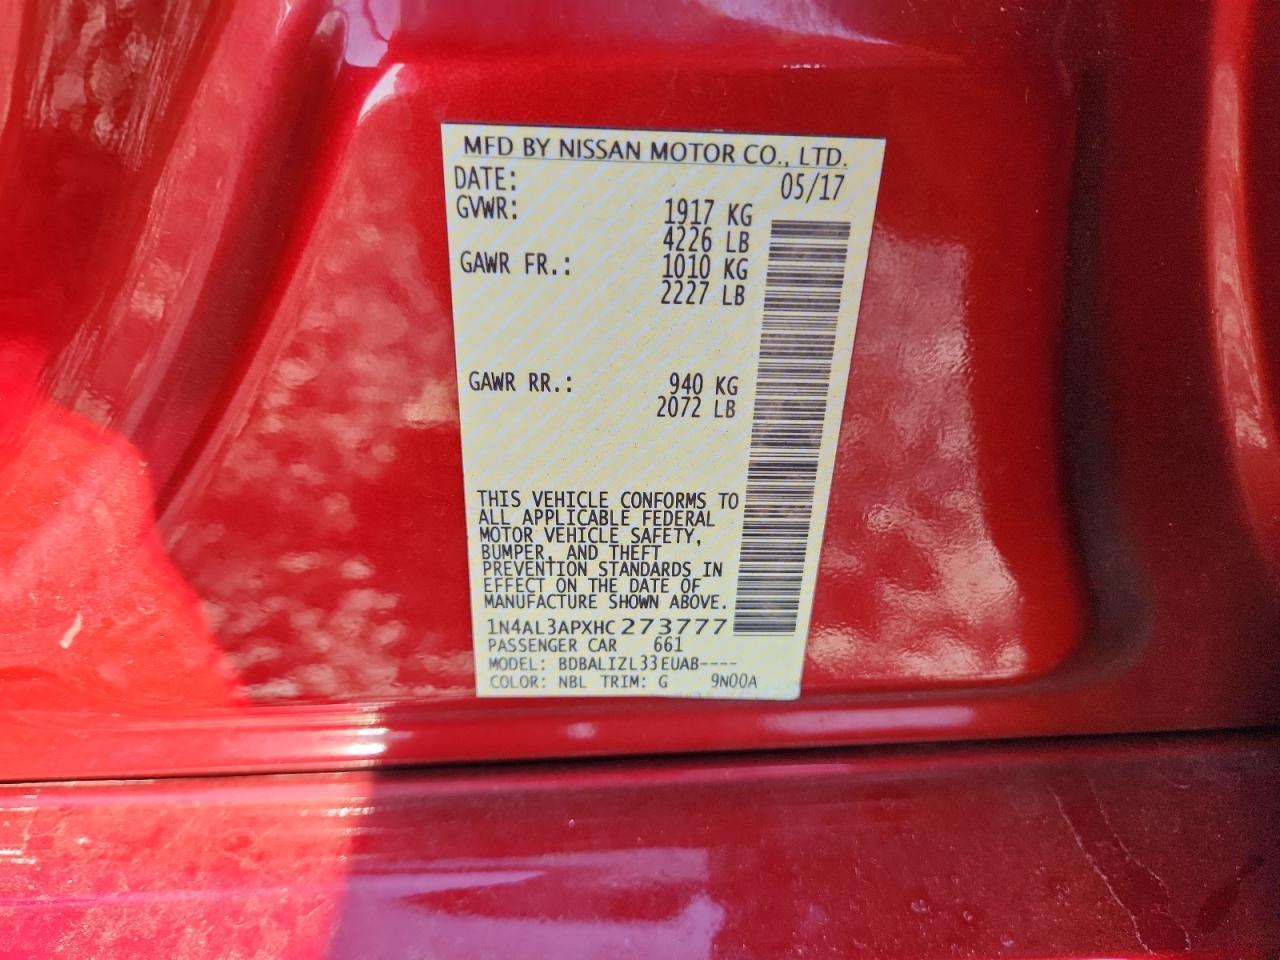 MFD BY NISSAN MOTOR CO., LTD.
DATE: 05/17
GVWR: 1917 KG
4226 LB
GAWR FR.: 1010 KG
2227 LB
GAWR RR.: 940 KG
2072 LB
THIS VEHICLE CONFORMS TO
ALL APPLICABLE FEDERAL
MOTOR VEHICLE SAFETY,
BUMPER, AND THEFT
PREVENTION STANDARDS IN
EFFECT ON THE DATE OF
MANUFACTURE SHOWN ABOVE.
1N4AL3APXHC273777
PASSENGER CAR 661
MODEL: BDBALIZL33EUAB----
COLOR: NBL TRIM: G 9N00A